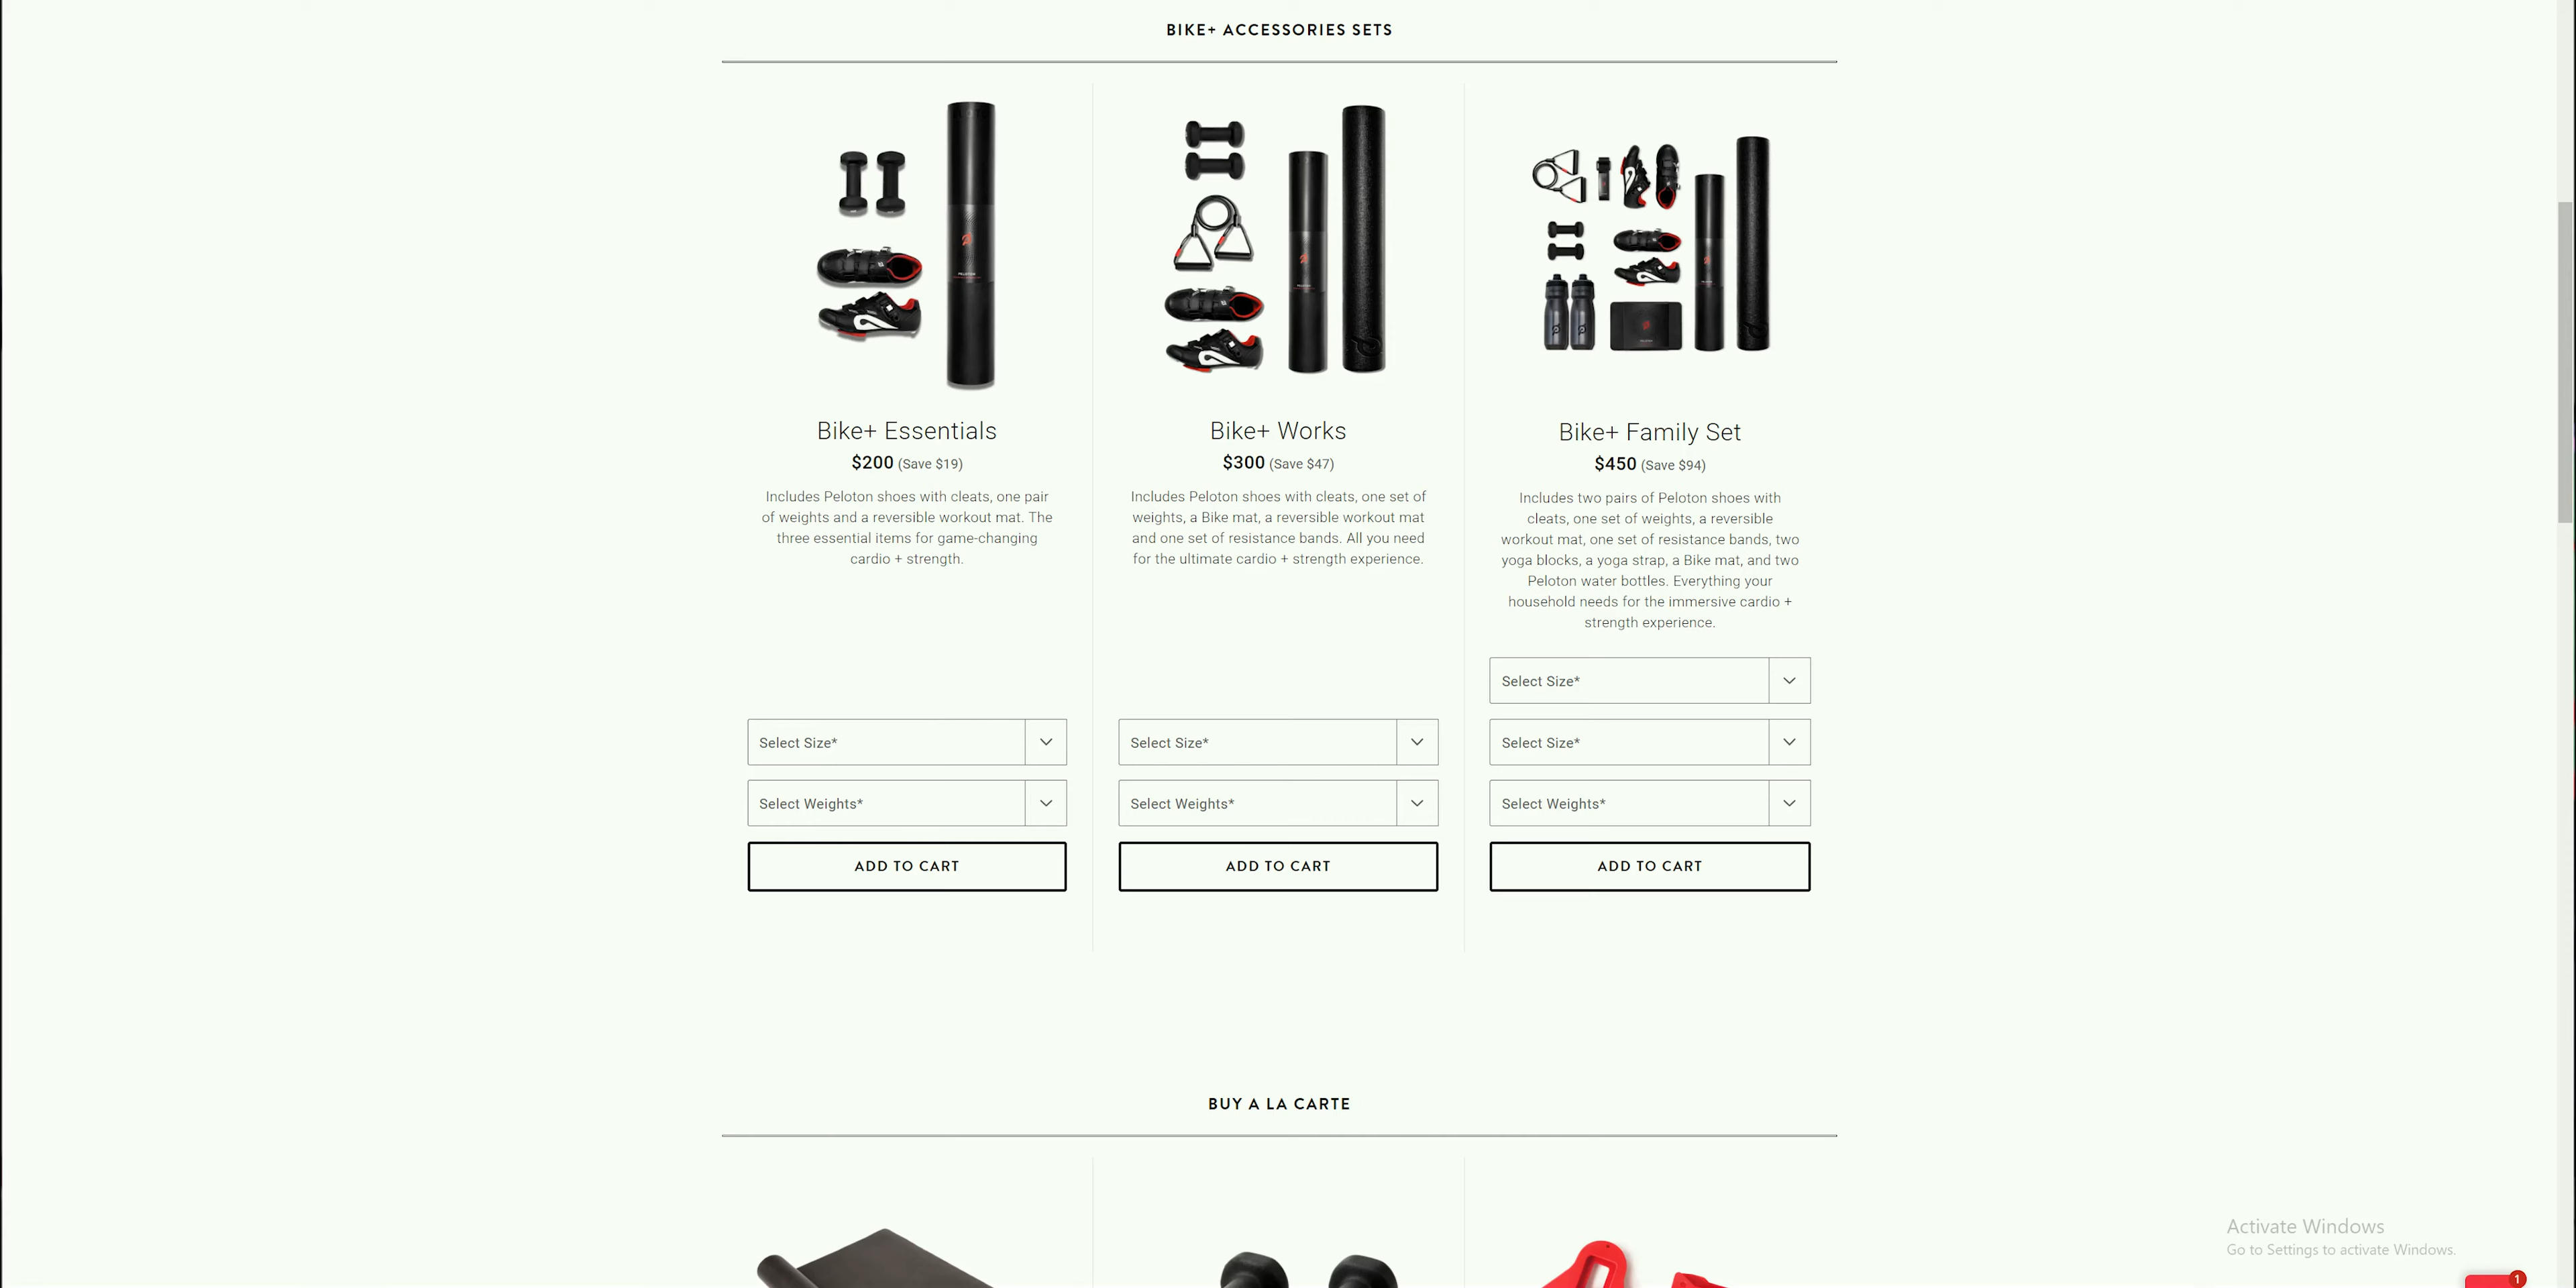 BIKE+ ACCESSORIES SETS
Bike+ Essentials
$200 (Save $19)
Includes Peloton shoes with cleats, one pair
of weights and a reversible workout mat. The
three essential items for game-changing
cardio + strength.
Select Size*
Select Weights*
ADD TO CART
Bike+ Works
$300 (Save $47)
Includes Peloton shoes with cleats, one set of
weights, a Bike mat, a reversible workout mat
and one set of resistance bands. All you need
for the ultimate cardio + strength experience.
Select Size*
Select Weights*
ADD TO CART
Bike+ Family Set
$450 (Save $94)
Includes two pairs of Peloton shoes with
cleats, one set of weights, a reversible
workout mat, one set of resistance bands, two
yoga blocks, a yoga strap, a Bike mat, and two
Peloton water bottles. Everything your
household needs for the immersive cardio +
strength experience.
Select Size*
Select Size*
Select Weights*
ADD TO CART
BUY A LA CARTE
Activate Windows
Go to Settings to activate Windows.
1